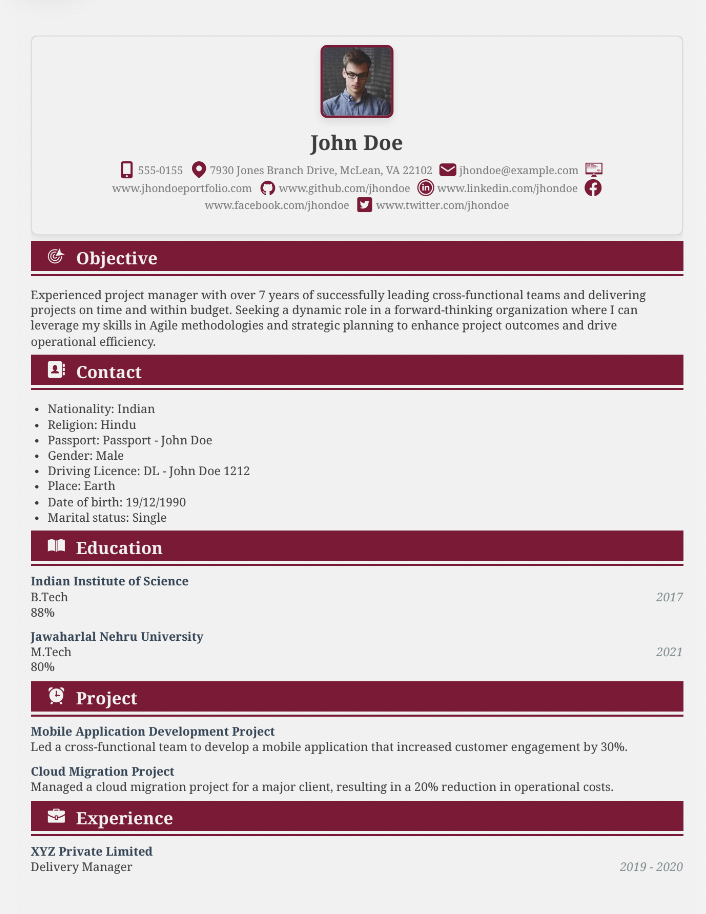 John Doe
555-0155 7930 Jones Branch Drive, McLean, VA 22102 jhondoe@example.com
www.jhondoeportfolio.com www.github.com/jhondoe www.linkedin.com/jhondoe
www.facebook.com/jhondoe www.twitter.com/jhondoe
Objective
Experienced project manager with over 7 years of successfully leading cross-functional teams and delivering
projects on time and within budget. Seeking a dynamic role in a forward-thinking organization where I can
leverage my skills in Agile methodologies and strategic planning to enhance project outcomes and drive
operational efficiency.
Contact
• Nationality: Indian
• Religion: Hindu
• Passport: Passport - John Doe
• Gender: Male
• Driving Licence: DL - John Doe 1212
• Place: Earth
• Date of birth: 19/12/1990
• Marital status: Single
Education
Indian Institute of Science
B.Tech 2017
88%
Jawaharlal Nehru University
M.Tech 2021
80%
Project
Mobile Application Development Project
Led a cross-functional team to develop a mobile application that increased customer engagement by 30%.
Cloud Migration Project
Managed a cloud migration project for a major client, resulting in a 20% reduction in operational costs.
Experience
XYZ Private Limited
Delivery Manager 2019 - 2020